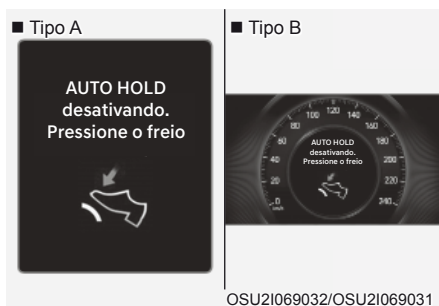 ■ Tipo A
AUTO HOLD
desativando.
Pressione o freio
■ Tipo B
AUTO HOLD
desativando.
Pressione o freio
0
20
40
60
80
100
120
140
160
180
200
220
240
km/h
OSU2I069032/OSU2I069031